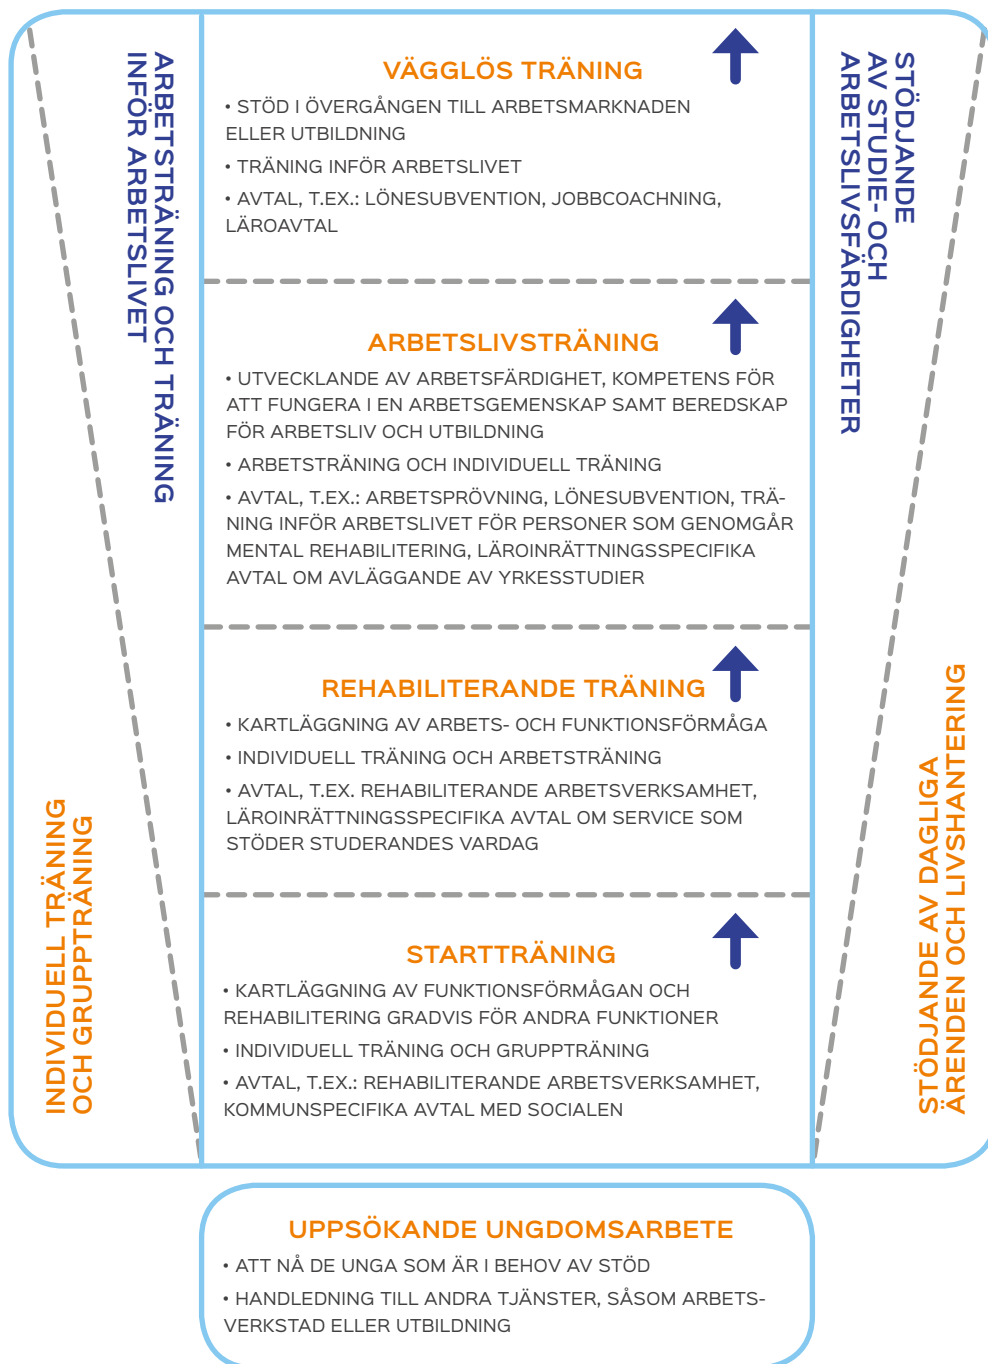 ARBETSTRÄNING OCH TRÄNING
INFÖR ARBETSLIVET
INDIVIDUELL TRÄNING
OCH GRUPPTRÄNING
VÄGGLÖS TRÄNING
• STÖD I ÖVERGÅNGEN TILL ARBETSMARKNADEN
ELLER UTBILDNING
• TRÄNING INFÖR ARBETSLIVET
• AVTAL, T.EX.: LÖNESUBVENTION, JOBBCOACHNING,
LÄROAVTAL
ARBETSLIVSTRÄNING
• UTVECKLANDE AV ARBETSFÄRDIGHET, KOMPETENS FÖR
ATT FUNGERA I EN ARBETSGEMENSKAP SAMT BEREDSKAP
FÖR ARBETSLIV OCH UTBILDNING
• ARBETSTRÄNING OCH INDIVIDUELL TRÄNING
• AVTAL, T.EX.: ARBETSPRÖVNING, LÖNESUBVENTION, TRÄ-
NING INFÖR ARBETSLIVET FÖR PERSONER SOM GENOMGÅR
MENTAL REHABILITERING, LÄROINRÄTTNINGSSPECIFIKA
AVTAL OM AVLÄGGANDE AV YRKESSTUDIER
REHABILITERANDE TRÄNING
• KARTLÄGGNING AV ARBETS- OCH FUNKTIONSFÖRMÅGA
• INDIVIDUELL TRÄNING OCH ARBETSTRÄNING
• AVTAL, T.EX. REHABILITERANDE ARBETSVERKSAMHET,
LÄROINRÄTTNINGSSPECIFIKA AVTAL OM SERVICE SOM
STÖDER STUDERANDES VARDAG
STARTTRÄNING
• KARTLÄGGNING AV FUNKTIONSFÖRMÅGAN OCH
REHABILITERING GRADVIS FÖR ANDRA FUNKTIONER
• INDIVIDUELL TRÄNING OCH GRUPPTRÄNING
• AVTAL, T.EX.: REHABILITERANDE ARBETSVERKSAMHET,
KOMMUNSPECIFIKA AVTAL MED SOCIALEN
STÖDJANDE
AV STUDIE- OCH
ARBETSLIVSFÄRDIGHETER
STÖDJANDE AV DAGLIGA
ÄRENDEN OCH LIVSHANTERING
UPPSÖKANDE UNGDOMSARBETE
• ATT NÅ DE UNGA SOM ÄR I BEHOV AV STÖD
• HANDLEDNING TILL ANDRA TJÄNSTER, SÅSOM ARBETS-
VERKSTAD ELLER UTBILDNING